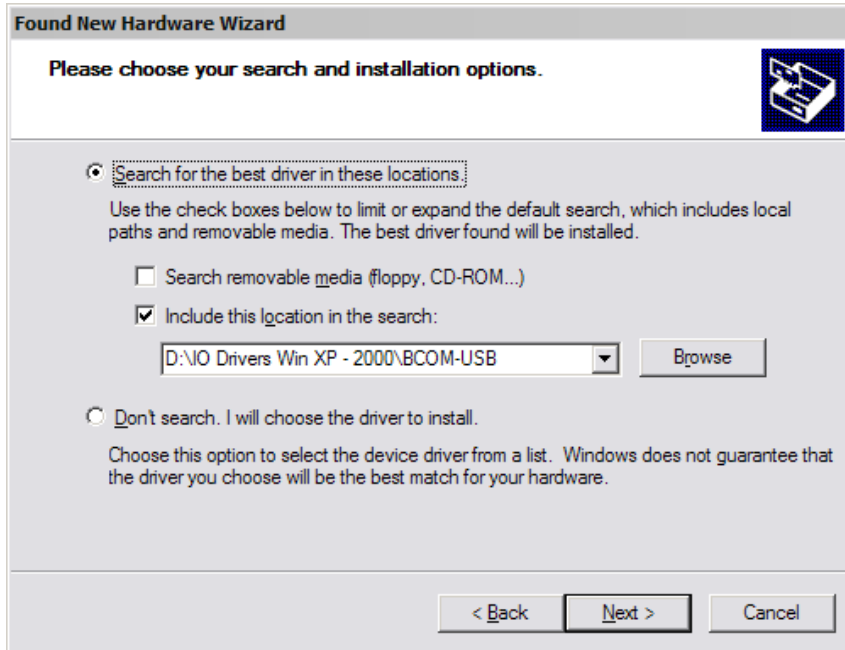 Found New Hardware Wizard
Please choose your search and installation options.
Search for the best driver in these locations.
Use the check boxes below to limit or expand the default search, which includes local
paths and removable media. The best driver found will be installed.
Search removable media (floppy, CD-ROM...)
Include this location in the search:
D:\IO Drivers Win XP - 2000\BCOM-USB
Browse
Don't search. I will choose the driver to install.
Choose this option to select the device driver from a list.  Windows does not guarantee that
the driver you choose will be the best match for your hardware.
< Back
Next >
Cancel